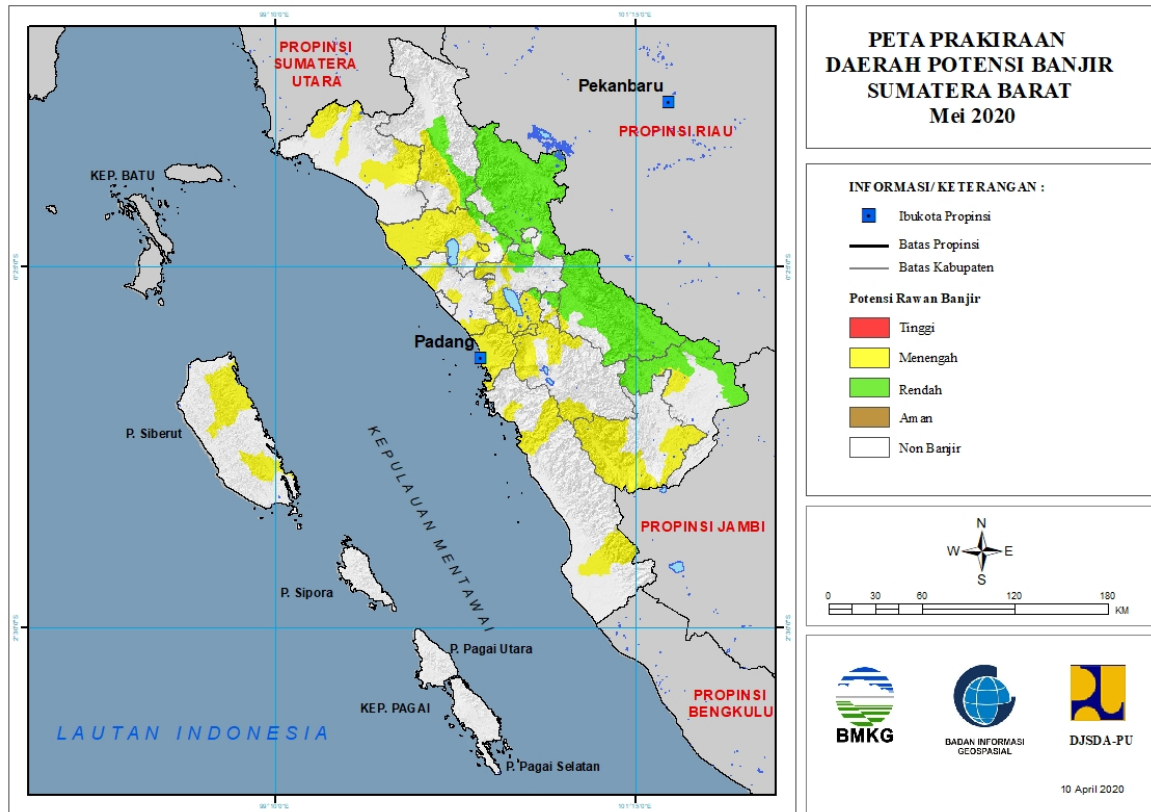 PETA PRAKIRAAN
DAERAH POTENSI BANJIR
SUMATERA BARAT
Mei 2020
INFORMASI/ KETERANGAN :
Ibukota Propinsi
Batas Propinsi
Batas Kabupaten
Potensi Rawan Banjir
Tinggi
Menengah
Rendah
Aman
Non Banjir
N
W E
S
0 30 60 120 180
KM
BMKG
BADAN INFORMASI
GEOSPASIAL
DJSDA-PU
10 April 2020
PROPINSI
SUMATERA
UTARA
Pekanbaru
PROPINSI RIAU
KEP. BATU
Padang
P. Siberut
KEPULAUAN MENTAWAI
PROPINSI JAMBI
P. Sipora
P. Pagai Utara
KEP. PAGAI
PROPINSI
BENGKULU
LAUTAN INDONESIA
P. Pagai Selatan